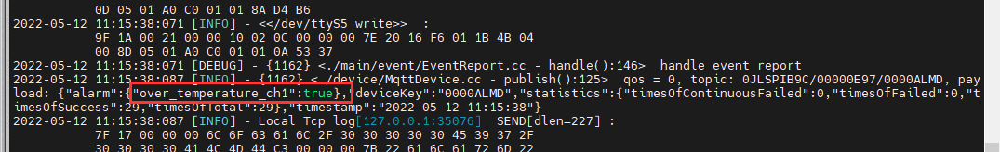 0D 05 01 A0 C0 01 01 8A D4 B6
2022-05-12 11:15:38:071 [INFO] - <</dev/ttyS5 write>>  :
9F 1A 00 21 00 00 10 02 0C 00 00 00 7E 20 16 F6 01 1B 4B 04
00 8D 05 01 A0 C0 01 01 0A 53 37
2022-05-12 11:15:38:071 [DEBUG] - {1162} <./main/event/EventReport.cc - handle():146>  handle event report
2022-05-12 11:15:38:071 [INFO] - {1162} <./device/MqttDevice.cc - publish():125>  qos = 0, topic: 0JLSPIB9C/00000E97/0000ALMD, pay
load: {"alarm":{"over_temperature_ch1":true},"deviceKey":"0000ALMD","statistics":{"timesOfContinuousFailed":0,"timesOfFailed":0,"t
imesOfSuccess":29,"timesOfTotal":29},"timestamp":"2022-05-12 11:15:38"}
2022-05-12 11:15:38:087 [INFO] - Local Tcp log[127.0.0.1:35076]  SEND[dlen=227] :
7F 17 00 00 00 6C 6F 63 61 6C 2F 30 30 30 30 30 45 39 37 2F
30 30 30 30 41 4C 4D 44 C3 00 00 00 7B 22 61 6C 61 72 6D 22